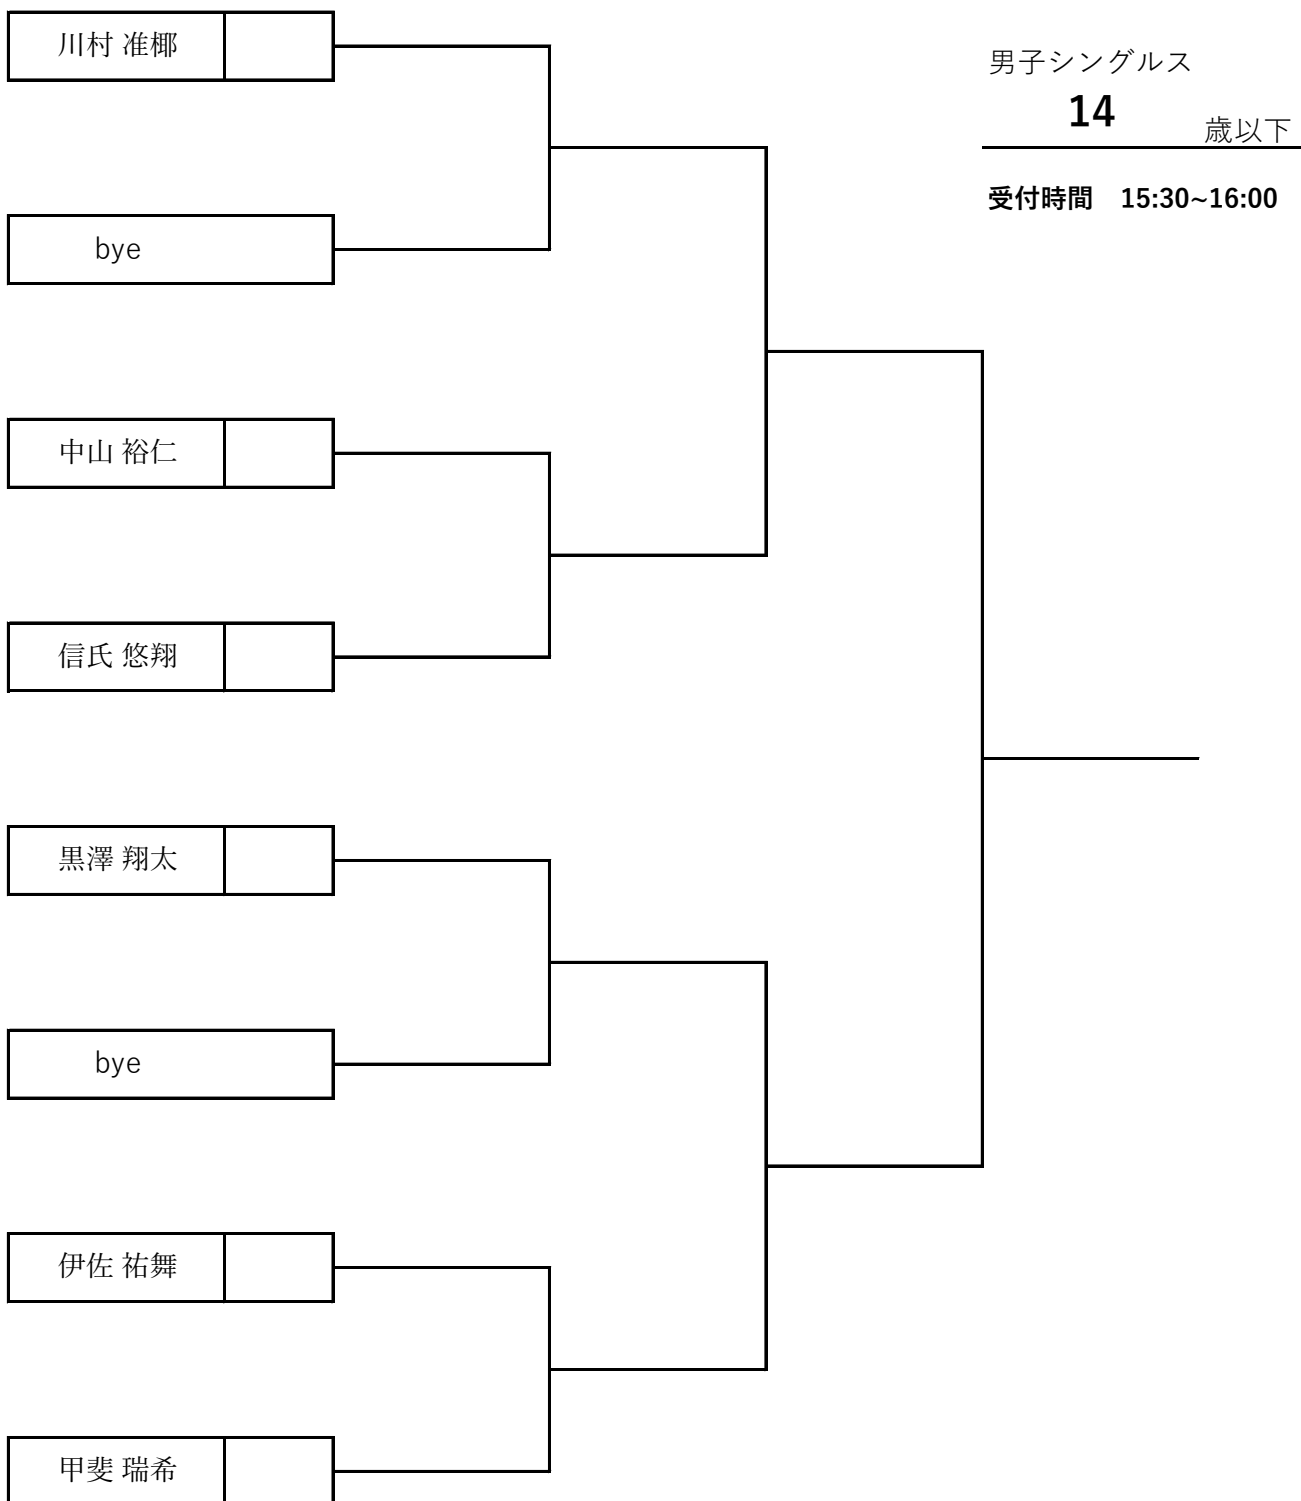 川村 准椰
男子シングルス
14
歳以下
受付時間　15:30~16:00
bye
中山 裕仁
信氏 悠翔
黒澤 翔太
bye
伊佐 祐舞
甲斐 瑞希